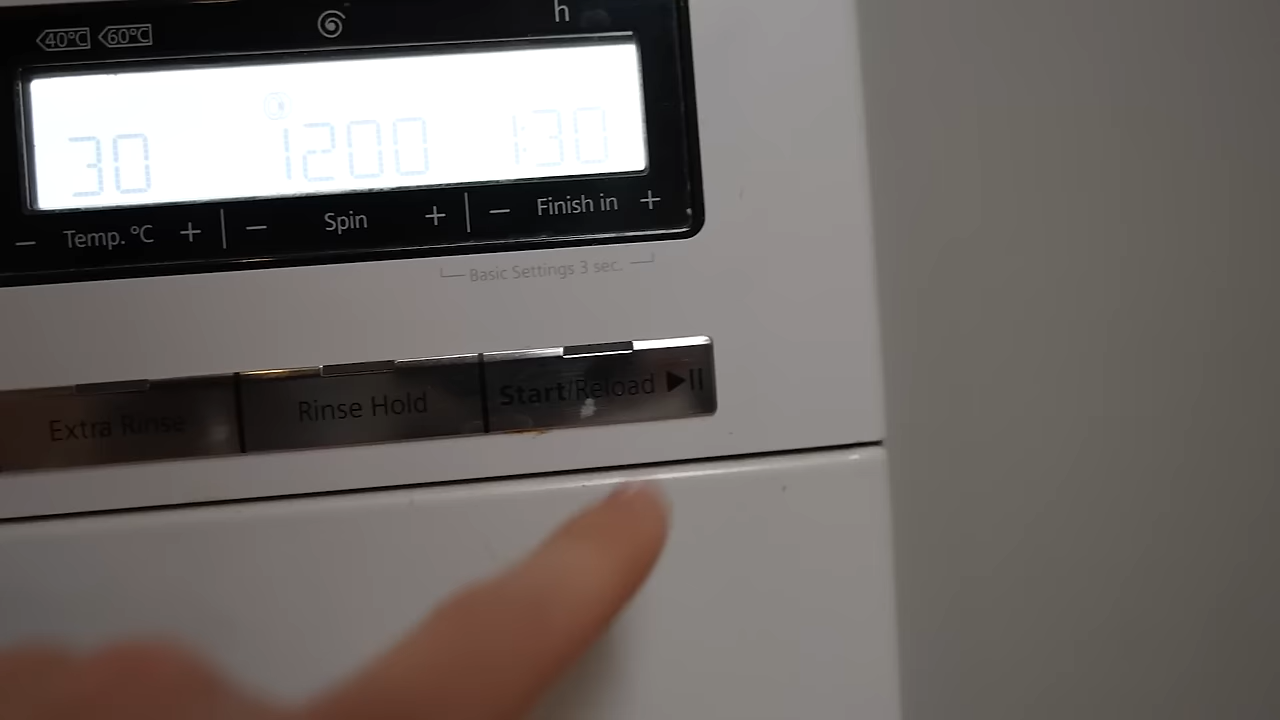 40°C 60°C h
30 1200 1:30
− Temp. °C + − Spin + − Finish in +
Basic Settings 3 sec.
Extra Rinse Rinse Hold Start/Reload